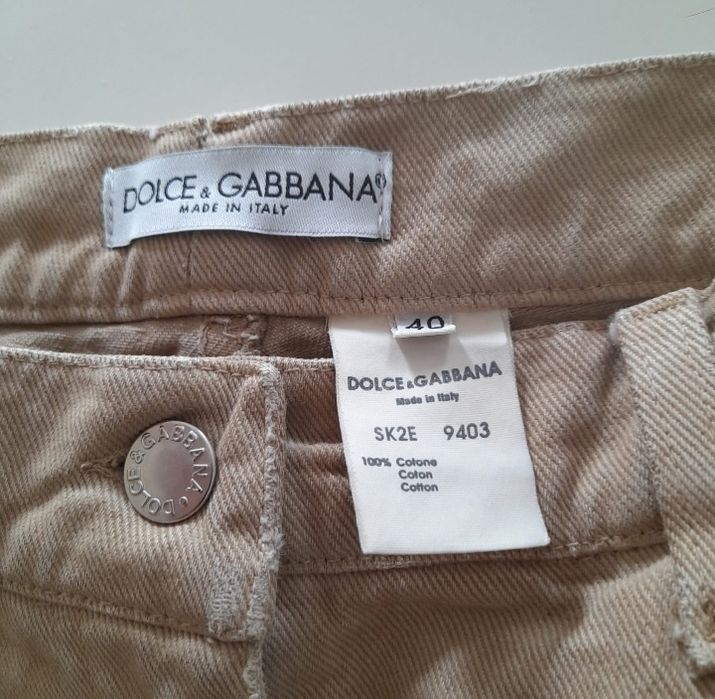 DOLCE & GABBANA®
MADE IN ITALY
40
DOLCE & GABBANA
Made in Italy
SK2E 9403
100% Cotone
Coton
Cotton
DOLCE & GABBANA